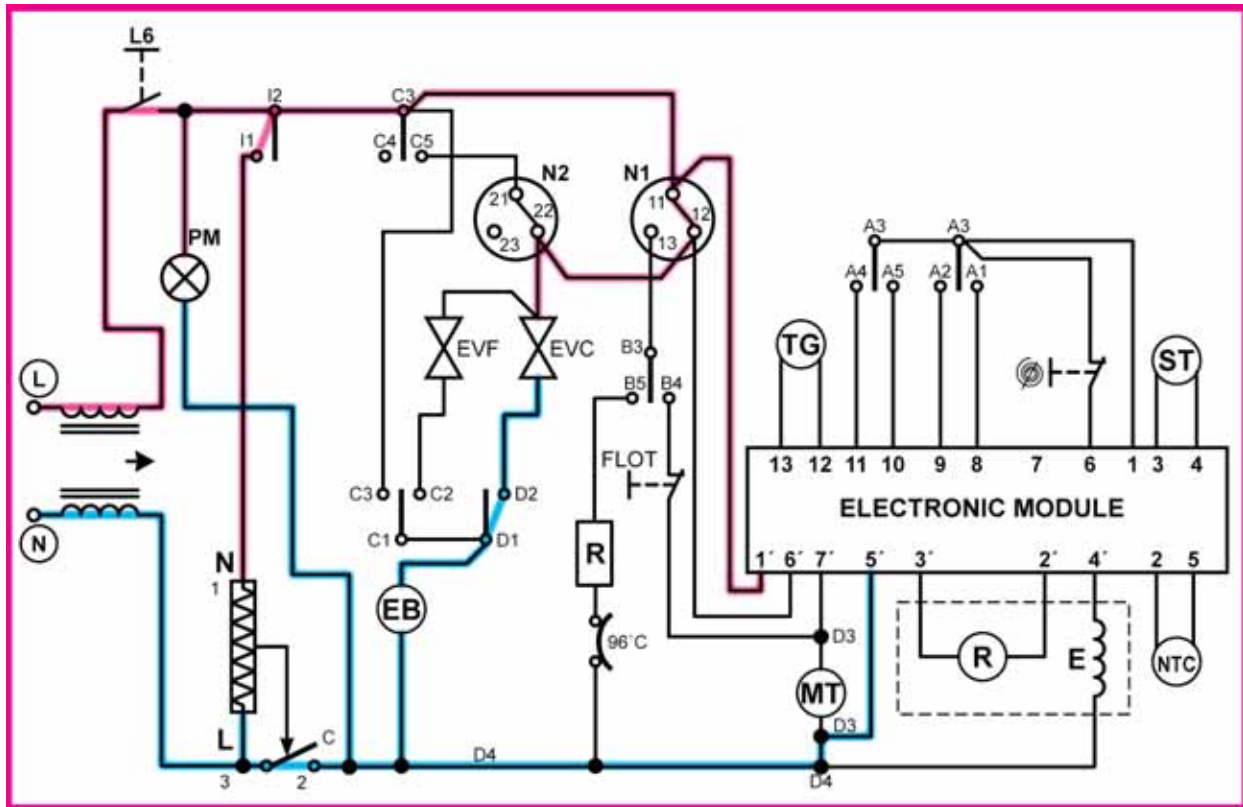 L6
I2
C3
I1
C4
C5
N2
N1
21
22
23
11
12
13
PM
A3
A3
A4
A5
A2
A1
EVF
EVC
B3
B5
B4
TG
ST
L
FLOT
13
12
11
10
9
8
7
6
1
3
4
C3
C2
D2
ELECTRONIC MODULE
N
C1
D1
R
N
1
1´
6´
7´
5´
3´
2´
4´
2
5
EB
96°C
D3
R
E
NTC
MT
L
C
D3
3
2
D4
D4